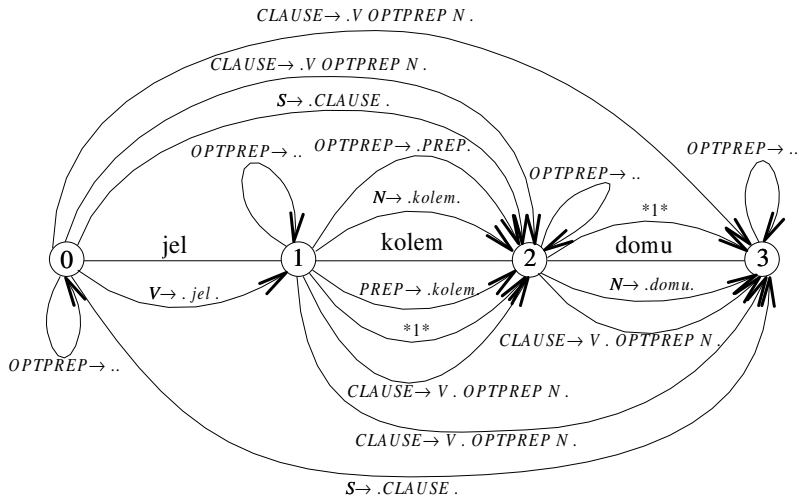 CLAUSE→ .V OPTPREP N .
CLAUSE→ .V OPTPREP N .
S→ .CLAUSE .
OPTPREP→ ..
OPTPREP→ .PREP.
OPTPREP→ ..
OPTPREP→ ..
N→ .kolem.
*1*
jel
kolem
domu
0
1
2
3
V→ . jel .
PREP→ .kolem
N→ .domu.
*1*
CLAUSE→ V . OPTPREP N .
OPTPREP→ ..
CLAUSE→ V . OPTPREP N .
CLAUSE→ V . OPTPREP N .
S→ .CLAUSE .